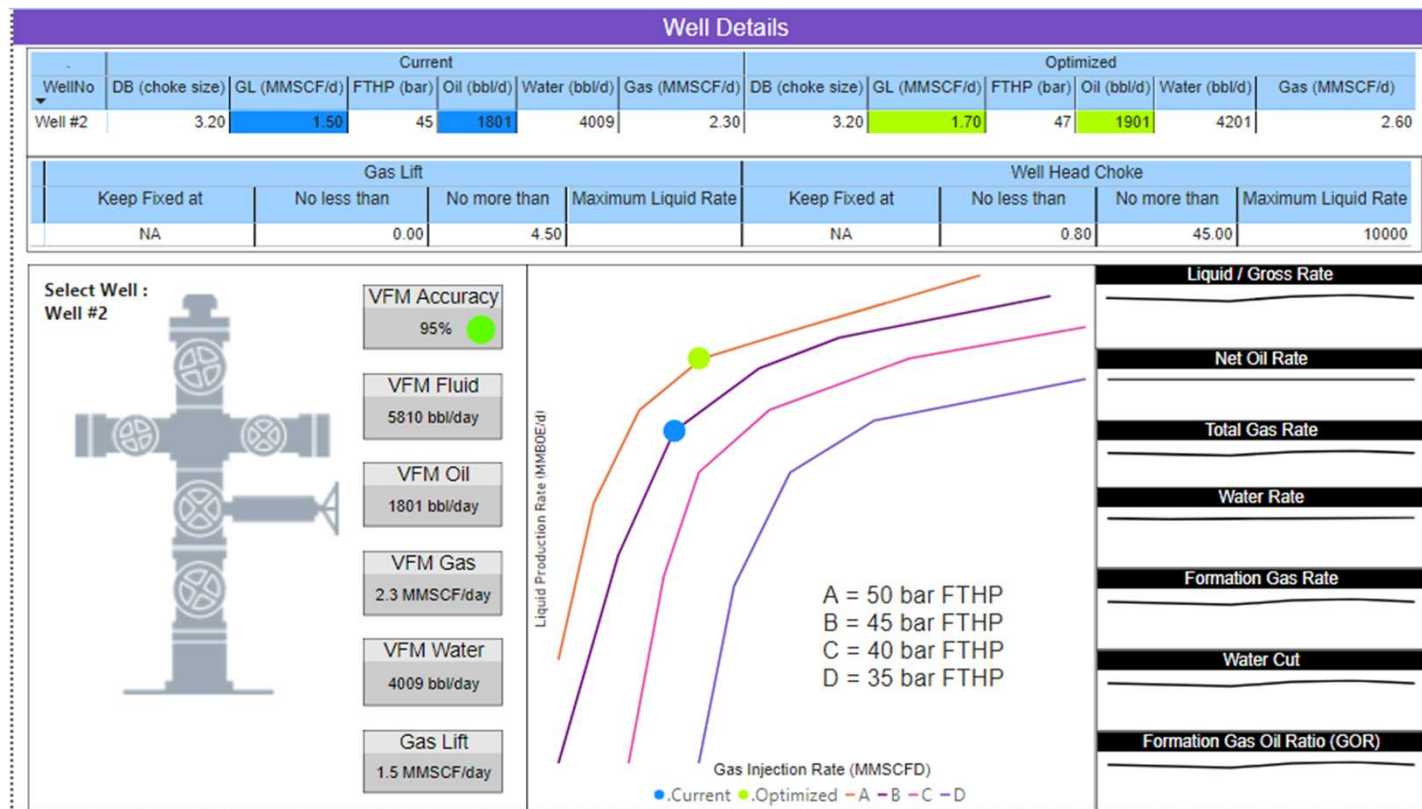 Well Details
. Current Optimized
WellNo DB (choke size) GL (MMSCF/d) FTHP (bar) Oil (bbl/d) Water (bbl/d) Gas (MMSCF/d) DB (choke size) GL (MMSCF/d) FTHP (bar) Oil (bbl/d) Water (bbl/d) Gas (MMSCF/d)
Well #2 3.20 1.50 45 1801 4009 2.30 3.20 1.70 47 1901 4201 2.60
Gas Lift Well Head Choke
Keep Fixed at No less than No more than Maximum Liquid Rate Keep Fixed at No less than No more than Maximum Liquid Rate
NA 0.00 4.50 NA 0.80 45.00 10000
Select Well :
Well #2
VFM Accuracy
95%
VFM Fluid
5810 bbl/day
VFM Oil
1801 bbl/day
VFM Gas
2.3 MMSCF/day
VFM Water
4009 bbl/day
Gas Lift
1.5 MMSCF/day
Liquid Production Rate (MMBOE/d)
A = 50 bar FTHP
B = 45 bar FTHP
C = 40 bar FTHP
D = 35 bar FTHP
Gas Injection Rate (MMSCFD)
.Current .Optimized A B C D
Liquid / Gross Rate
Net Oil Rate
Total Gas Rate
Water Rate
Formation Gas Rate
Water Cut
Formation Gas Oil Ratio (GOR)